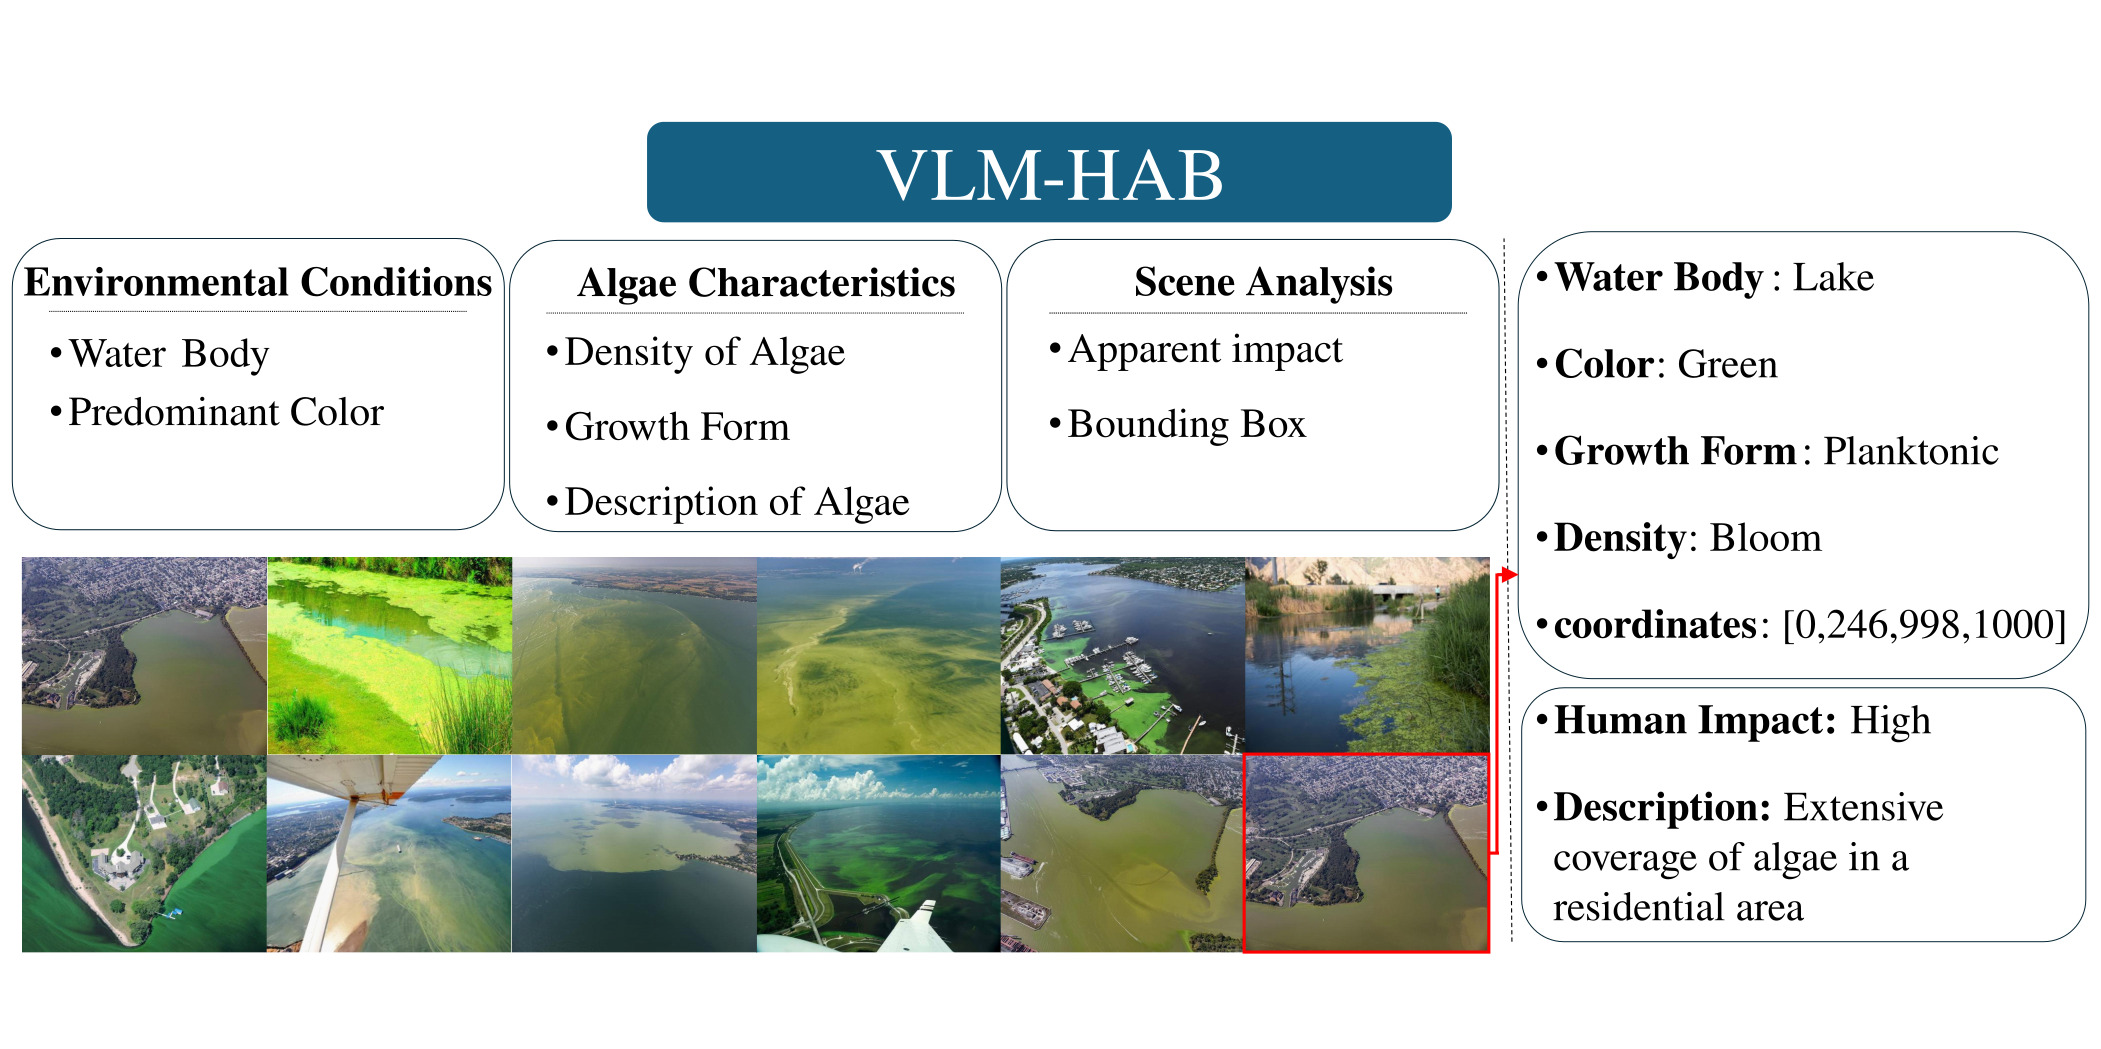 VLM-HAB
Environmental Conditions
•Water Body
•Predominant Color
Algae Characteristics
•Density of Algae
•Growth Form
•Description of Algae
Scene Analysis
•Apparent impact
•Bounding Box
•Water Body : Lake
•Color: Green
•Growth Form: Planktonic
•Density: Bloom
•coordinates: [0,246,998,1000]
•Human Impact: High
•Description: Extensive
coverage of algae in a
residential area